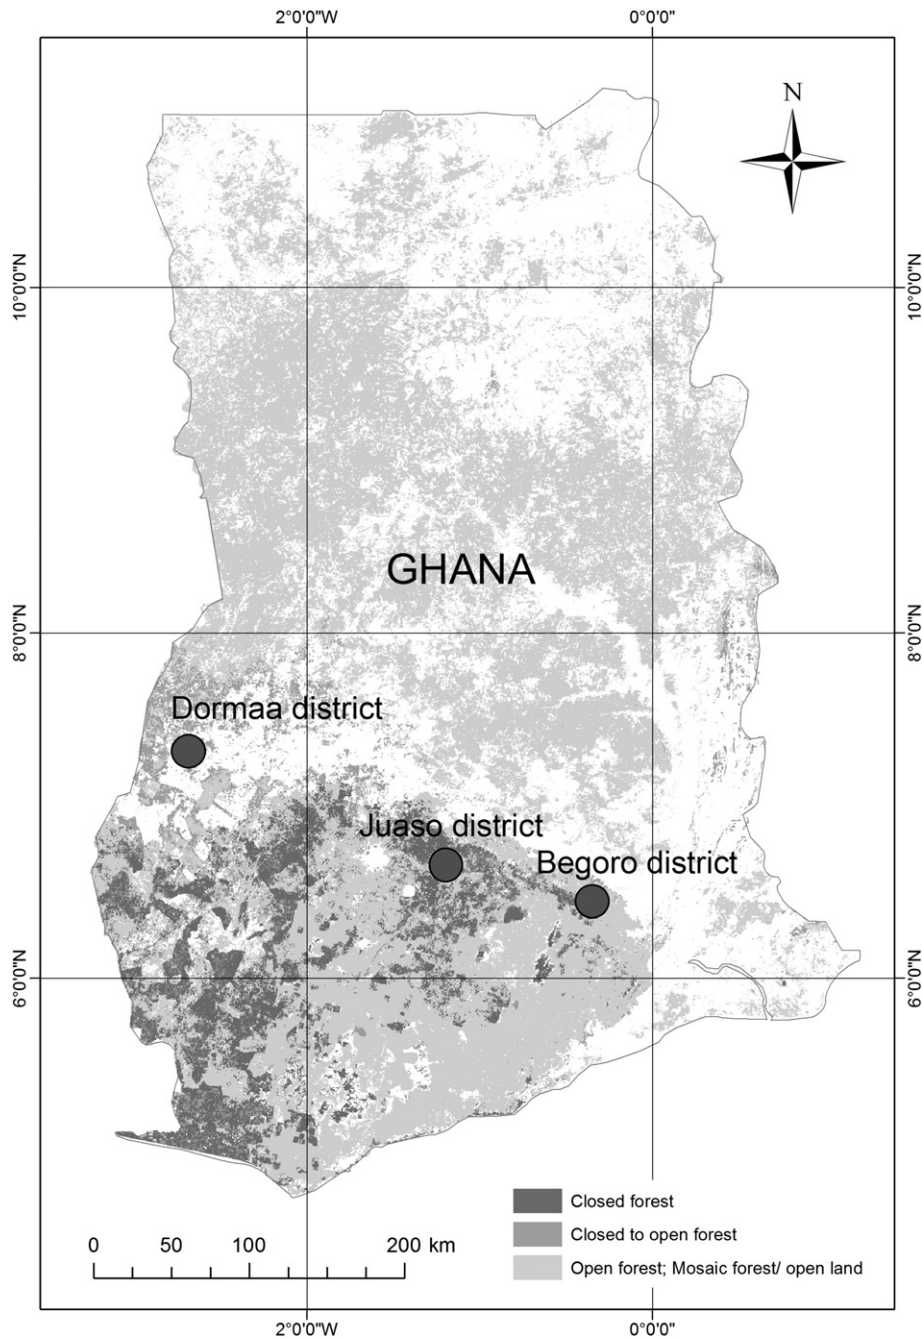 2°0'0"W 0°0'0"
N
10°0'0"N 10°0'0"N
GHANA
8°0'0"N 8°0'0"N
Dormaa district
Juaso district
Begoro district
6°0'0"N 6°0'0"N
Closed forest
Closed to open forest
Open forest; Mosaic forest/ open land
0 50 100 200 km
2°0'0"W 0°0'0"